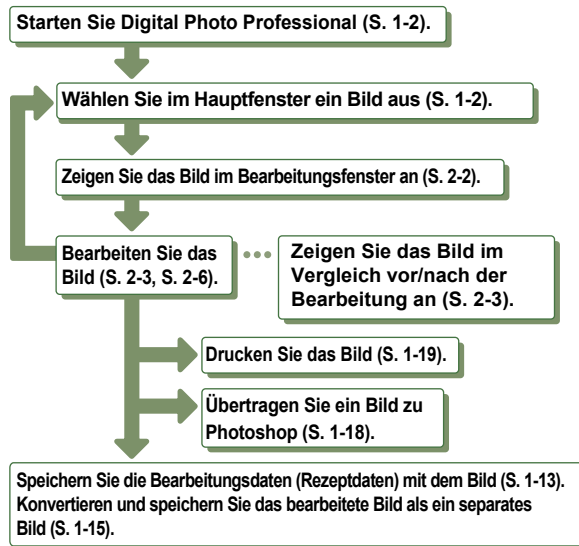 Starten Sie Digital Photo Professional (S. 1-2).
Wählen Sie im Hauptfenster ein Bild aus (S. 1-2).
Zeigen Sie das Bild im Bearbeitungsfenster an (S. 2-2).
Bearbeiten Sie das
Bild (S. 2-3, S. 2-6).
Zeigen Sie das Bild im
Vergleich vor/nach der
Bearbeitung an (S. 2-3).
Drucken Sie das Bild (S. 1-19).
Übertragen Sie ein Bild zu
Photoshop (S. 1-18).
Speichern Sie die Bearbeitungsdaten (Rezeptdaten) mit dem Bild (S. 1-13).
Konvertieren und speichern Sie das bearbeitete Bild als ein separates
Bild (S. 1-15).